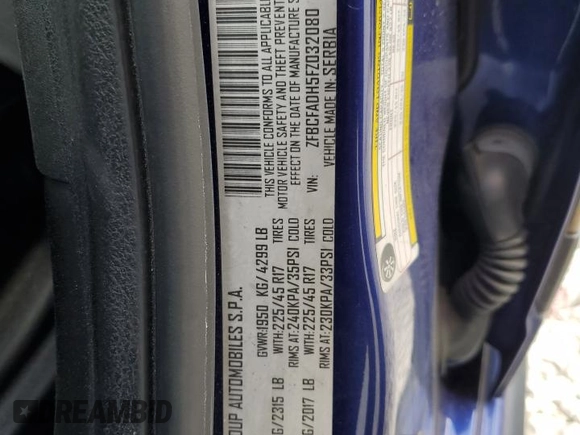 OUP AUTOMOBILES S.P.A.
GVWR:1950 KG/ 4299 LB
G/2315 LB WITH:225/45 R17 TIRES
RIMS AT:240KPA/35PSI COLD
G/2017 LB WITH:225/45 R17 TIRES
RIMS AT:230KPA/33PSI COLD
THIS VEHICLE CONFORMS TO ALL APPLICABLE
MOTOR VEHICLE SAFETY AND THEFT PREVENT
EFFECT ON THE DATE OF MANUFACTURE S
VIN: ZFBCFADH5FZ032080
VEHICLE MADE IN SERBIA
DREAMBID